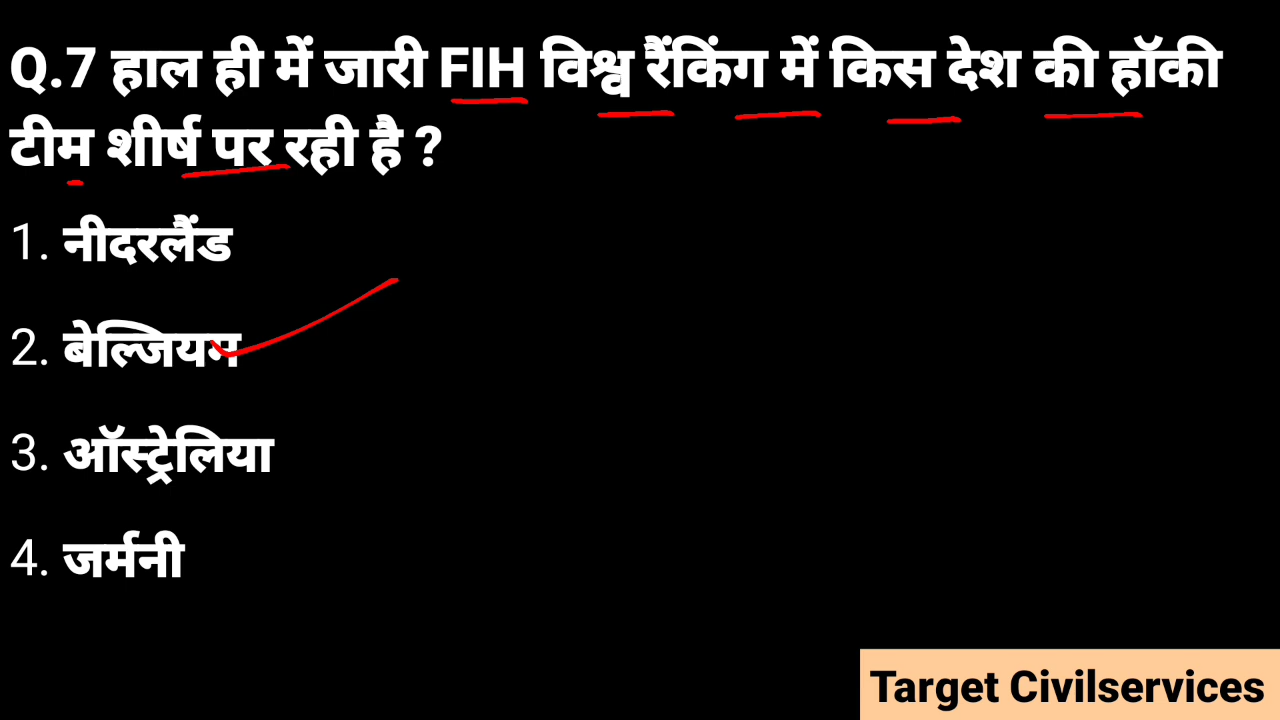 Q.7 हाल ही में जारी FIH विश्व रैंकिंग में किस देश की हॉकी
टीम शीर्ष पर रही है ?
1. नीदरलैंड
2. बेल्जियम
3. ऑस्ट्रेलिया
4. जर्मनी
Target Civilservices